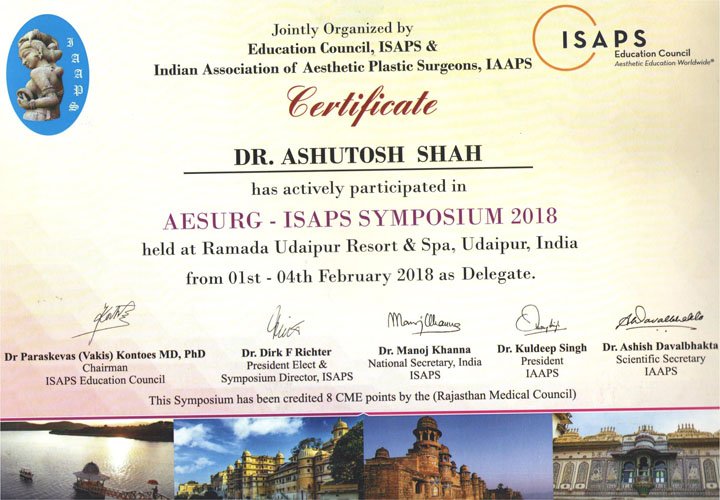 IAAPS
Jointly Organized by
Education Council, ISAPS &
Indian Association of Aesthetic Plastic Surgeons, IAAPS
ISAPS
Education Council
Aesthetic Education Worldwide®
Certificate
DR. ASHUTOSH SHAH
has actively participated in
AESURG - ISAPS SYMPOSIUM 2018
held at Ramada Udaipur Resort & Spa, Udaipur, India
from 01st - 04th February 2018 as Delegate.
Manoj Khanna
Dr Paraskevas (Vakis) Kontoes MD, PhD
Chairman
ISAPS Education Council
Dr. Dirk F Richter
President Elect &
Symposium Director, ISAPS
Dr. Manoj Khanna
National Secretary, India
ISAPS
Dr. Kuldeep Singh
President
IAAPS
Dr. Ashish Davalbhakta
Scientific Secretary
IAAPS
This Symposium has been credited 8 CME points by the (Rajasthan Medical Council)